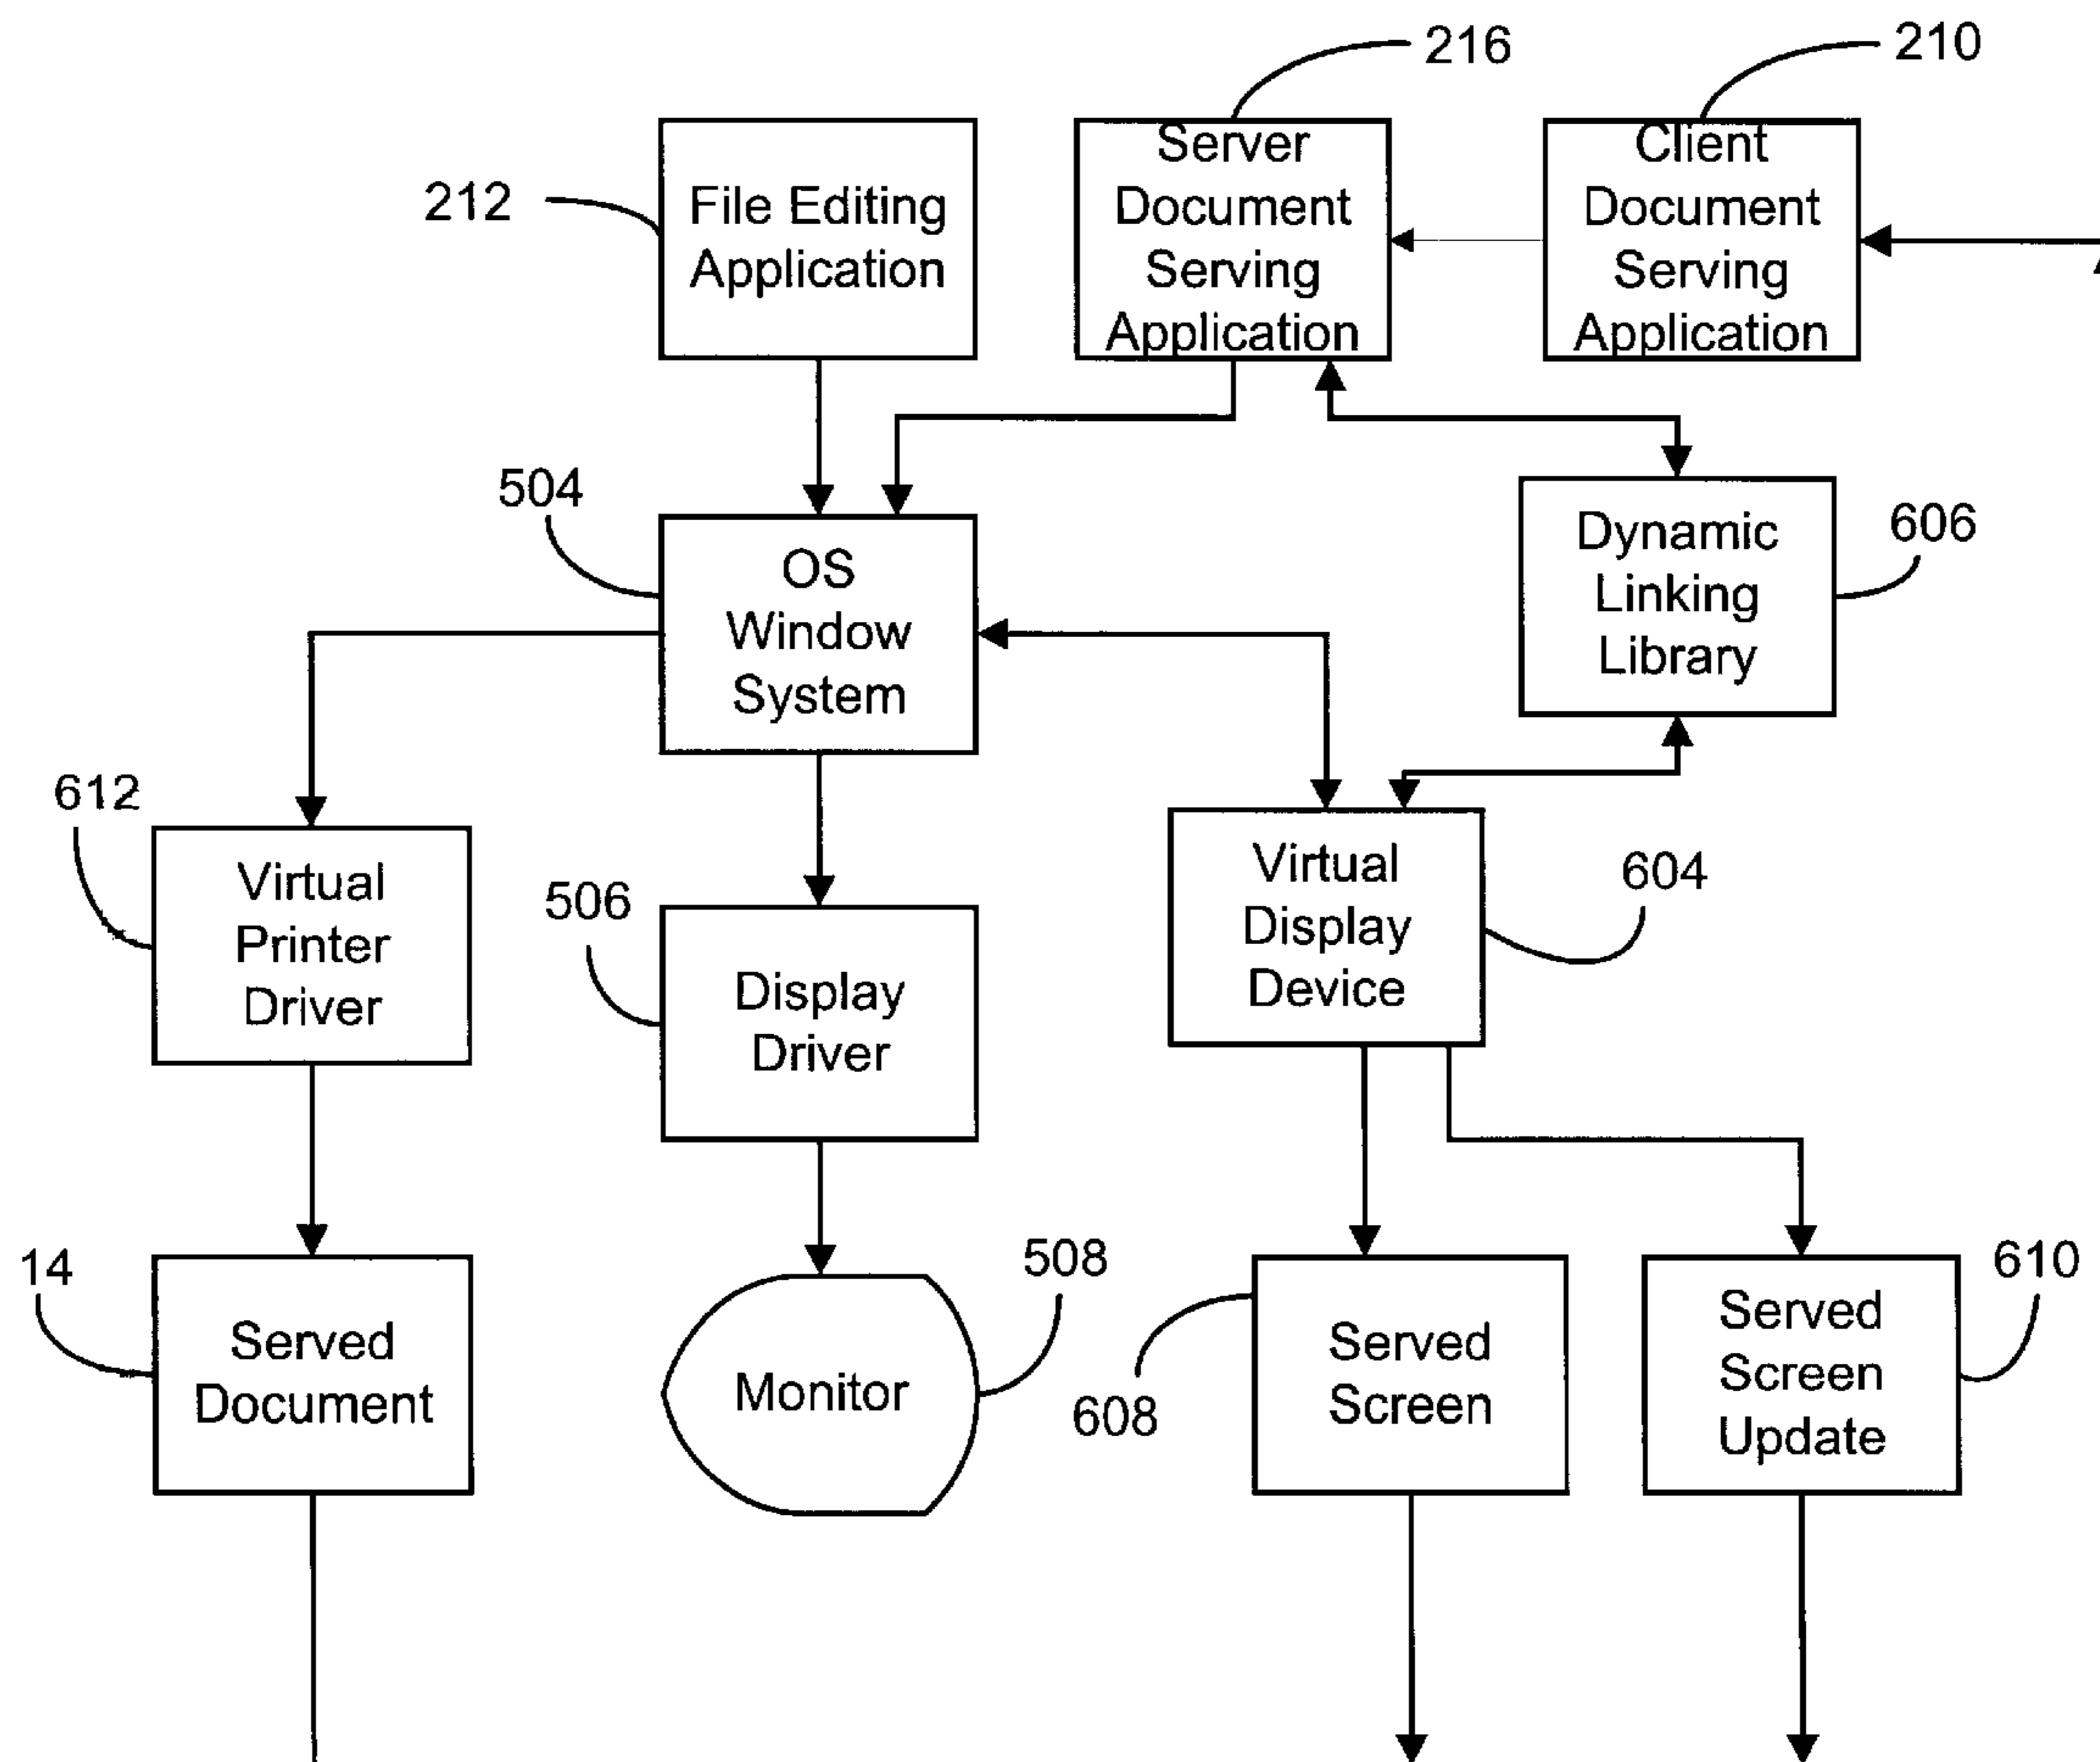 216
210
212
File Editing
Application
Server
Document
Serving
Application
Client
Document
Serving
Application
504
OS
Window
System
Dynamic
Linking
Library
606
612
Virtual
Printer
Driver
506
Display
Driver
Virtual
Display
Device
604
14
Served
Document
Monitor
508
608
Served
Screen
Served
Screen
Update
610